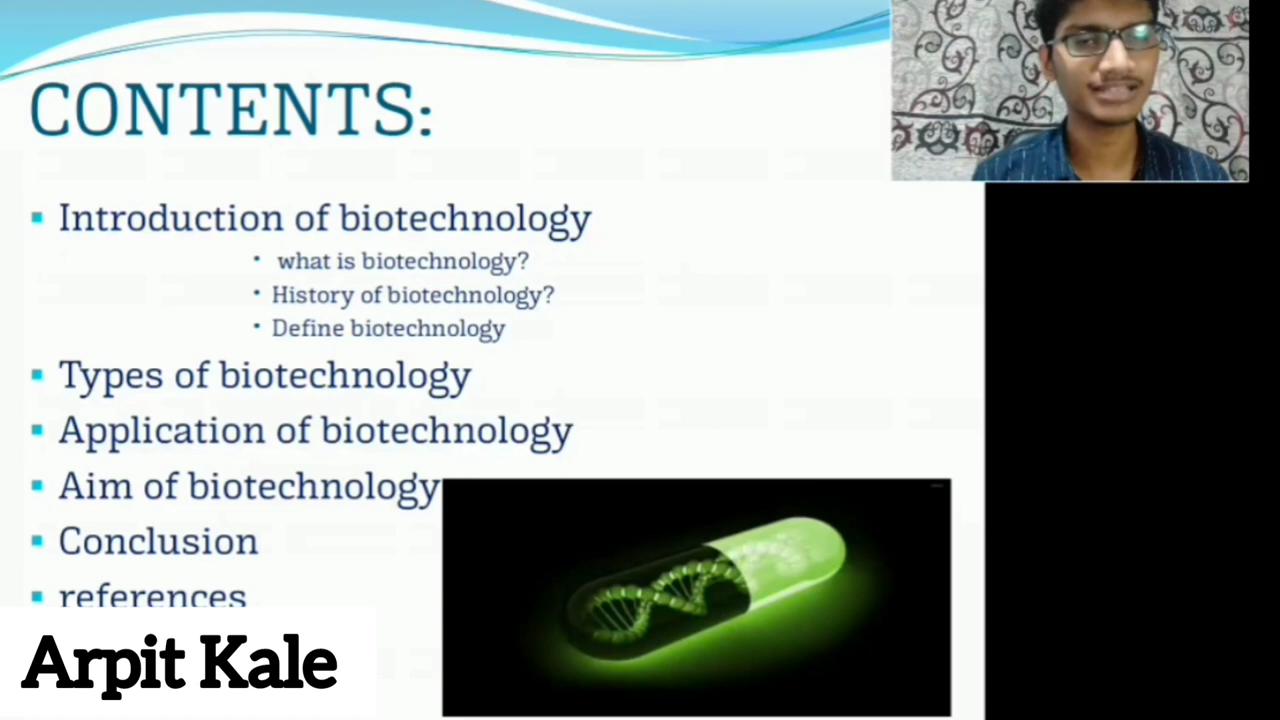 CONTENTS:
Introduction of biotechnology
what is biotechnology?
History of biotechnology?
Define biotechnology
Types of biotechnology
Application of biotechnology
Aim of biotechnology
Conclusion
references
Arpit Kale